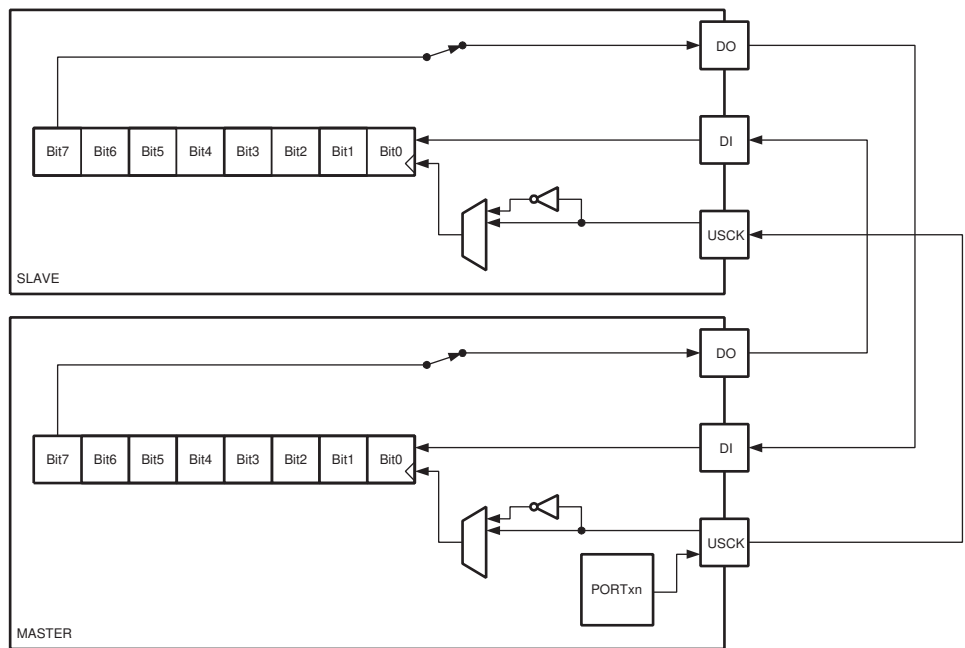 DO
Bit7 Bit6 Bit5 Bit4 Bit3 Bit2 Bit1 Bit0
DI
USCK
SLAVE
DO
Bit7 Bit6 Bit5 Bit4 Bit3 Bit2 Bit1 Bit0
DI
USCK
PORTxn
MASTER